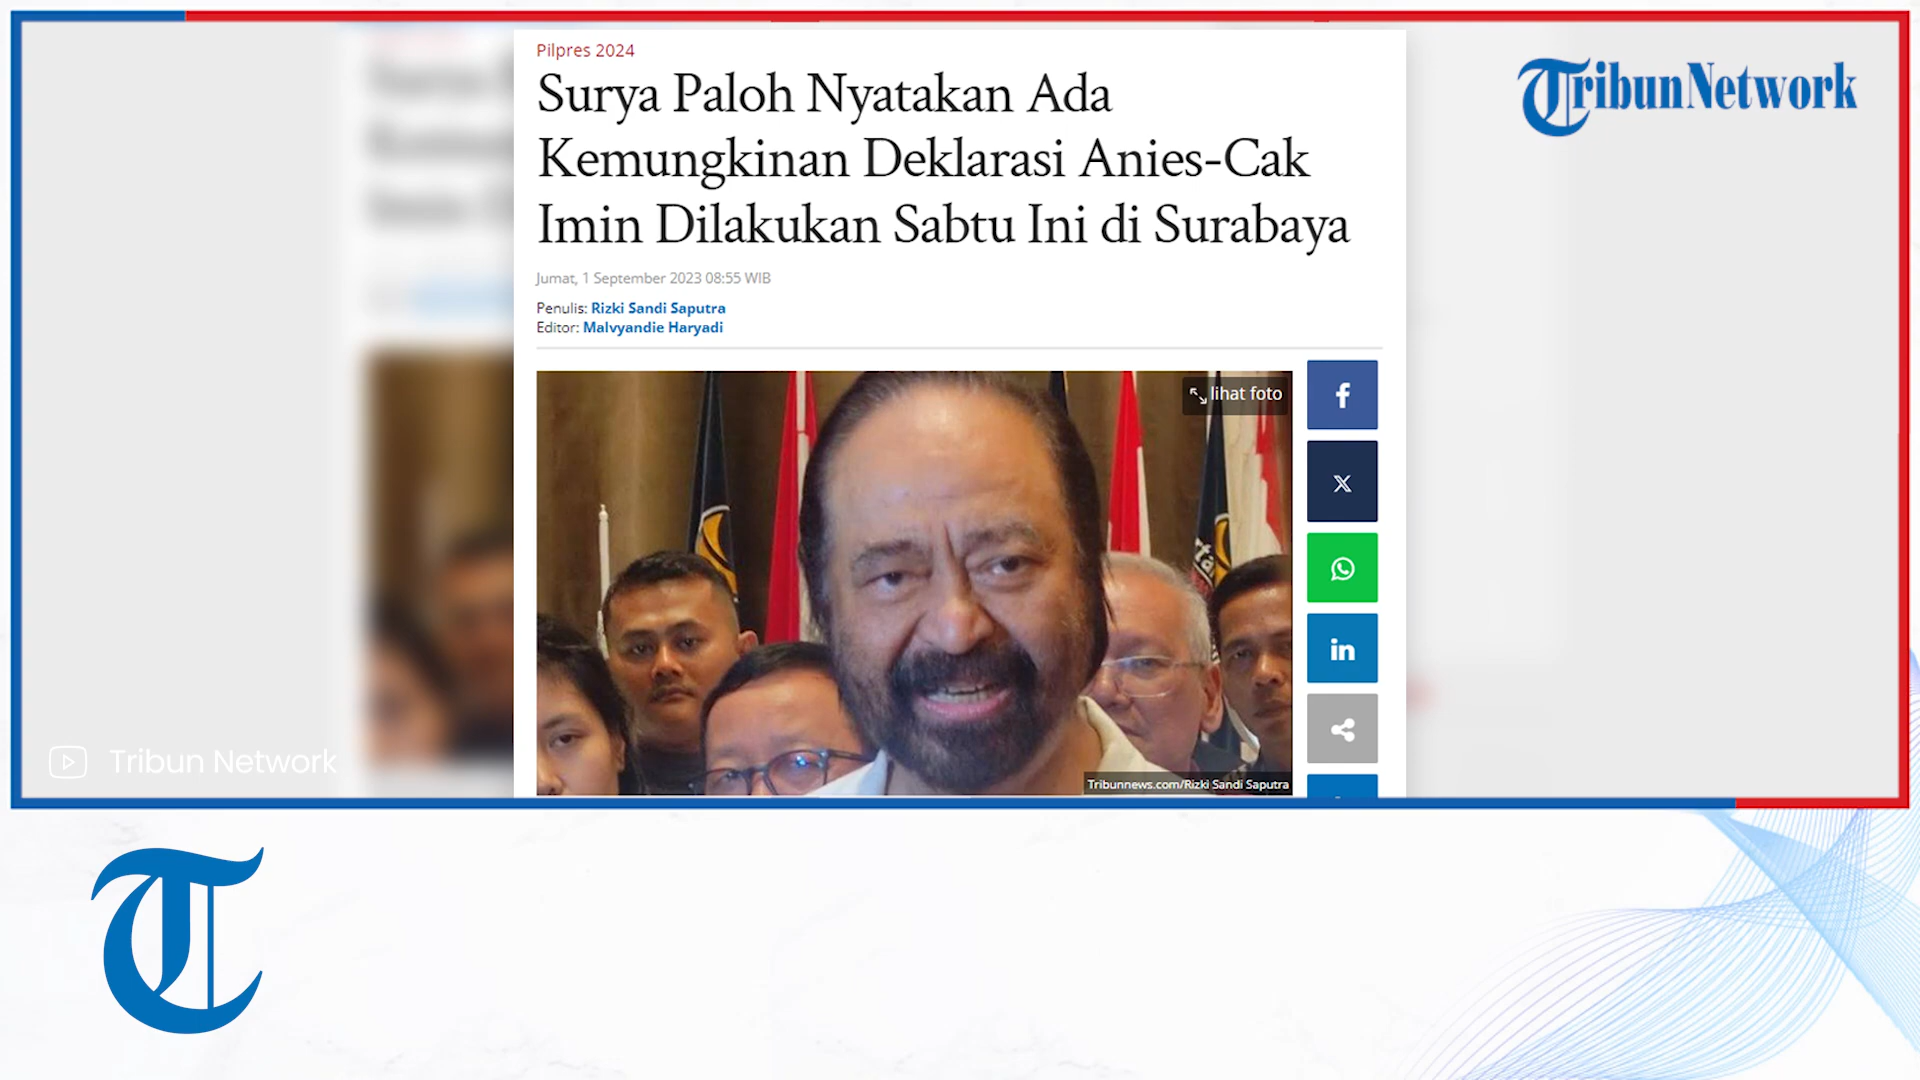 Pilpres 2024
Surya Paloh Nyatakan Ada
Kemungkinan Deklarasi Anies-Cak
Imin Dilakukan Sabtu Ini di Surabaya
Jumat, 1 September 2023 08:55 WIB
Penulis: Rizki Sandi Saputra
Editor: Malvyandie Haryadi
lihat foto
Tribunnews.com/Rizki Sandi Saputra
Tribun Network
Tribun Network